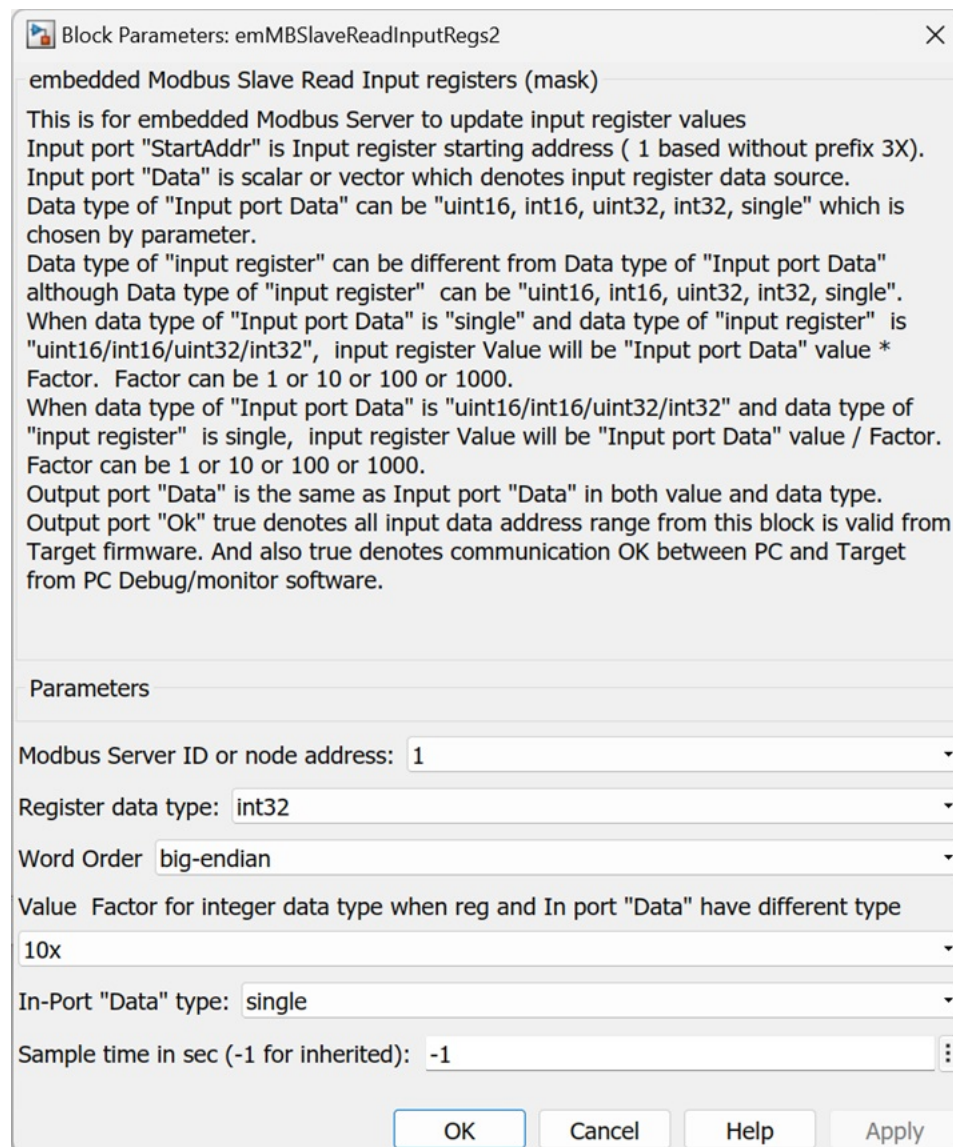 Block Parameters: emMBSlaveReadInputRegs2
embedded Modbus Slave Read Input registers (mask)
This is for embedded Modbus Server to update input register values
Input port "StartAddr" is Input register starting address ( 1 based without prefix 3X).
Input port "Data" is scalar or vector which denotes input register data source.
Data type of "Input port Data" can be "uint16, int16, uint32, int32, single" which is
chosen by parameter.
Data type of "input register" can be different from Data type of "Input port Data"
although Data type of "input register"  can be "uint16, int16, uint32, int32, single".
When data type of "Input port Data" is "single" and data type of "input register"  is
"uint16/int16/uint32/int32",  input register Value will be "Input port Data" value *
Factor.  Factor can be 1 or 10 or 100 or 1000.
When data type of "Input port Data" is "uint16/int16/uint32/int32" and data type of
"input register"  is single,  input register Value will be "Input port Data" value / Factor.
Factor can be 1 or 10 or 100 or 1000.
Output port "Data" is the same as Input port "Data" in both value and data type.
Output port "Ok" true denotes all input data address range from this block is valid from
Target firmware. And also true denotes communication OK between PC and Target
from PC Debug/monitor software.
Parameters
Modbus Server ID or node address: 1
Register data type: int32
Word Order big-endian
Value  Factor for integer data type when reg and In port "Data" have different type
10x
In-Port "Data" type: single
Sample time in sec (-1 for inherited): -1
OK Cancel Help Apply